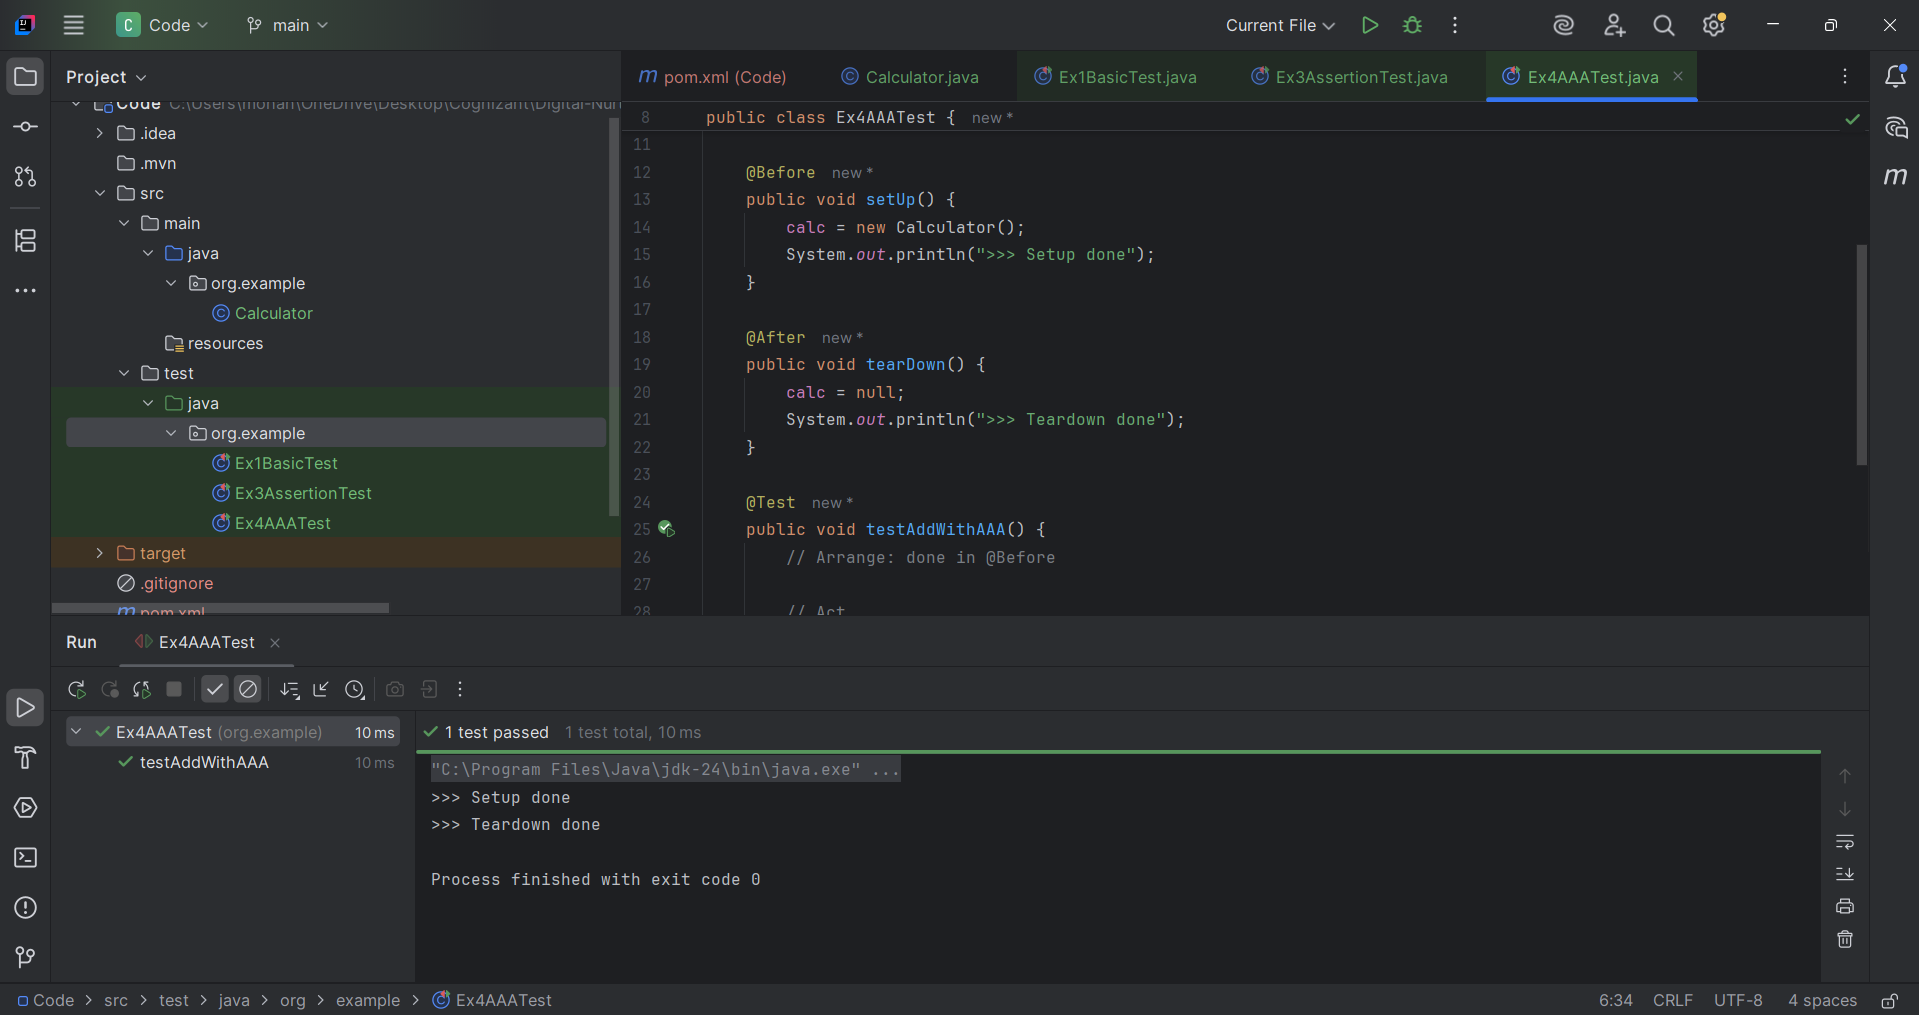 C Code main Current File
Project
pom.xml (Code) Calculator.java Ex1BasicTest.java Ex3AssertionTest.java Ex4AAATest.java
Code C:\Users\mohan\OneDrive\Desktop\Cognizant\Digital-Nur
.idea
.mvn
src
main
java
org.example
Calculator
resources
test
java
org.example
Ex1BasicTest
Ex3AssertionTest
Ex4AAATest
target
.gitignore
pom.xml
8 public class Ex4AAATest { new *
11
12 @Before new *
13 public void setUp() {
14 calc = new Calculator();
15 System.out.println(">>> Setup done");
16 }
17
18 @After new *
19 public void tearDown() {
20 calc = null;
21 System.out.println(">>> Teardown done");
22 }
23
24 @Test new *
25 public void testAddWithAAA() {
26 // Arrange: done in @Before
27
28 // Act
Run Ex4AAATest
Ex4AAATest (org.example) 10 ms
testAddWithAAA 10 ms
1 test passed 1 test total, 10 ms
"C:\Program Files\Java\jdk-24\bin\java.exe" ...
>>> Setup done
>>> Teardown done
Process finished with exit code 0
Code > src > test > java > org > example > Ex4AAATest
6:34 CRLF UTF-8 4 spaces